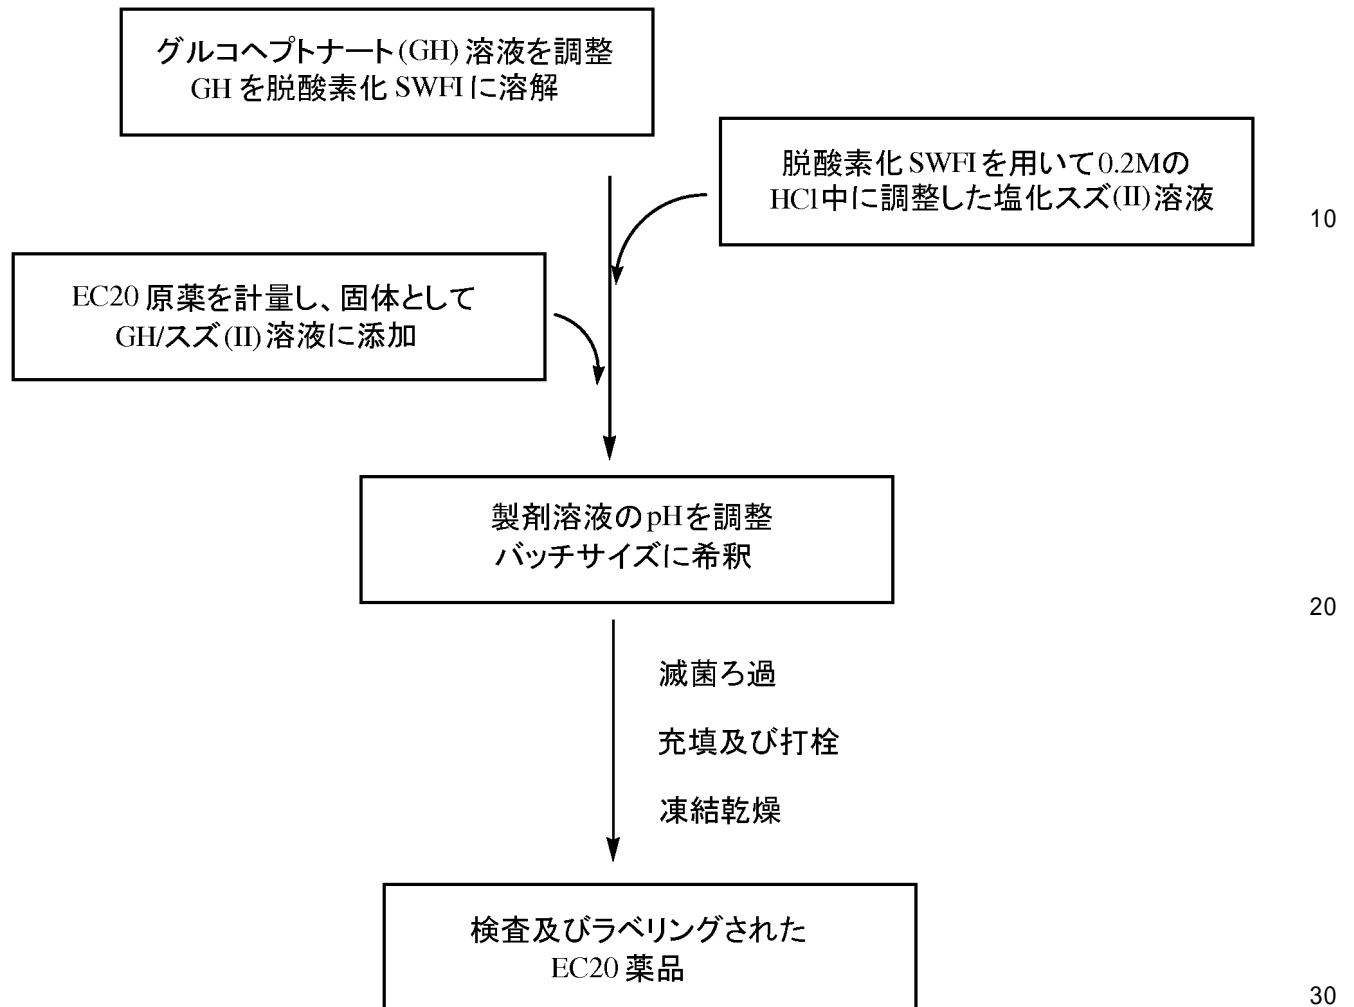 グルコヘプトナート(GH)溶液を調整
GHを脱酸素化SWFIに溶解
脱酸素化SWFIを用いて0.2Mの
HCl中に調整した塩化スズ(II)溶液
10
EC20原薬を計量し、固体として
GH/スズ(II)溶液に添加
製剤溶液のpHを調整
バッチサイズに希釈
20
滅菌ろ過
充填及び打栓
凍結乾燥
検査及びラベリングされた
EC20薬品
30